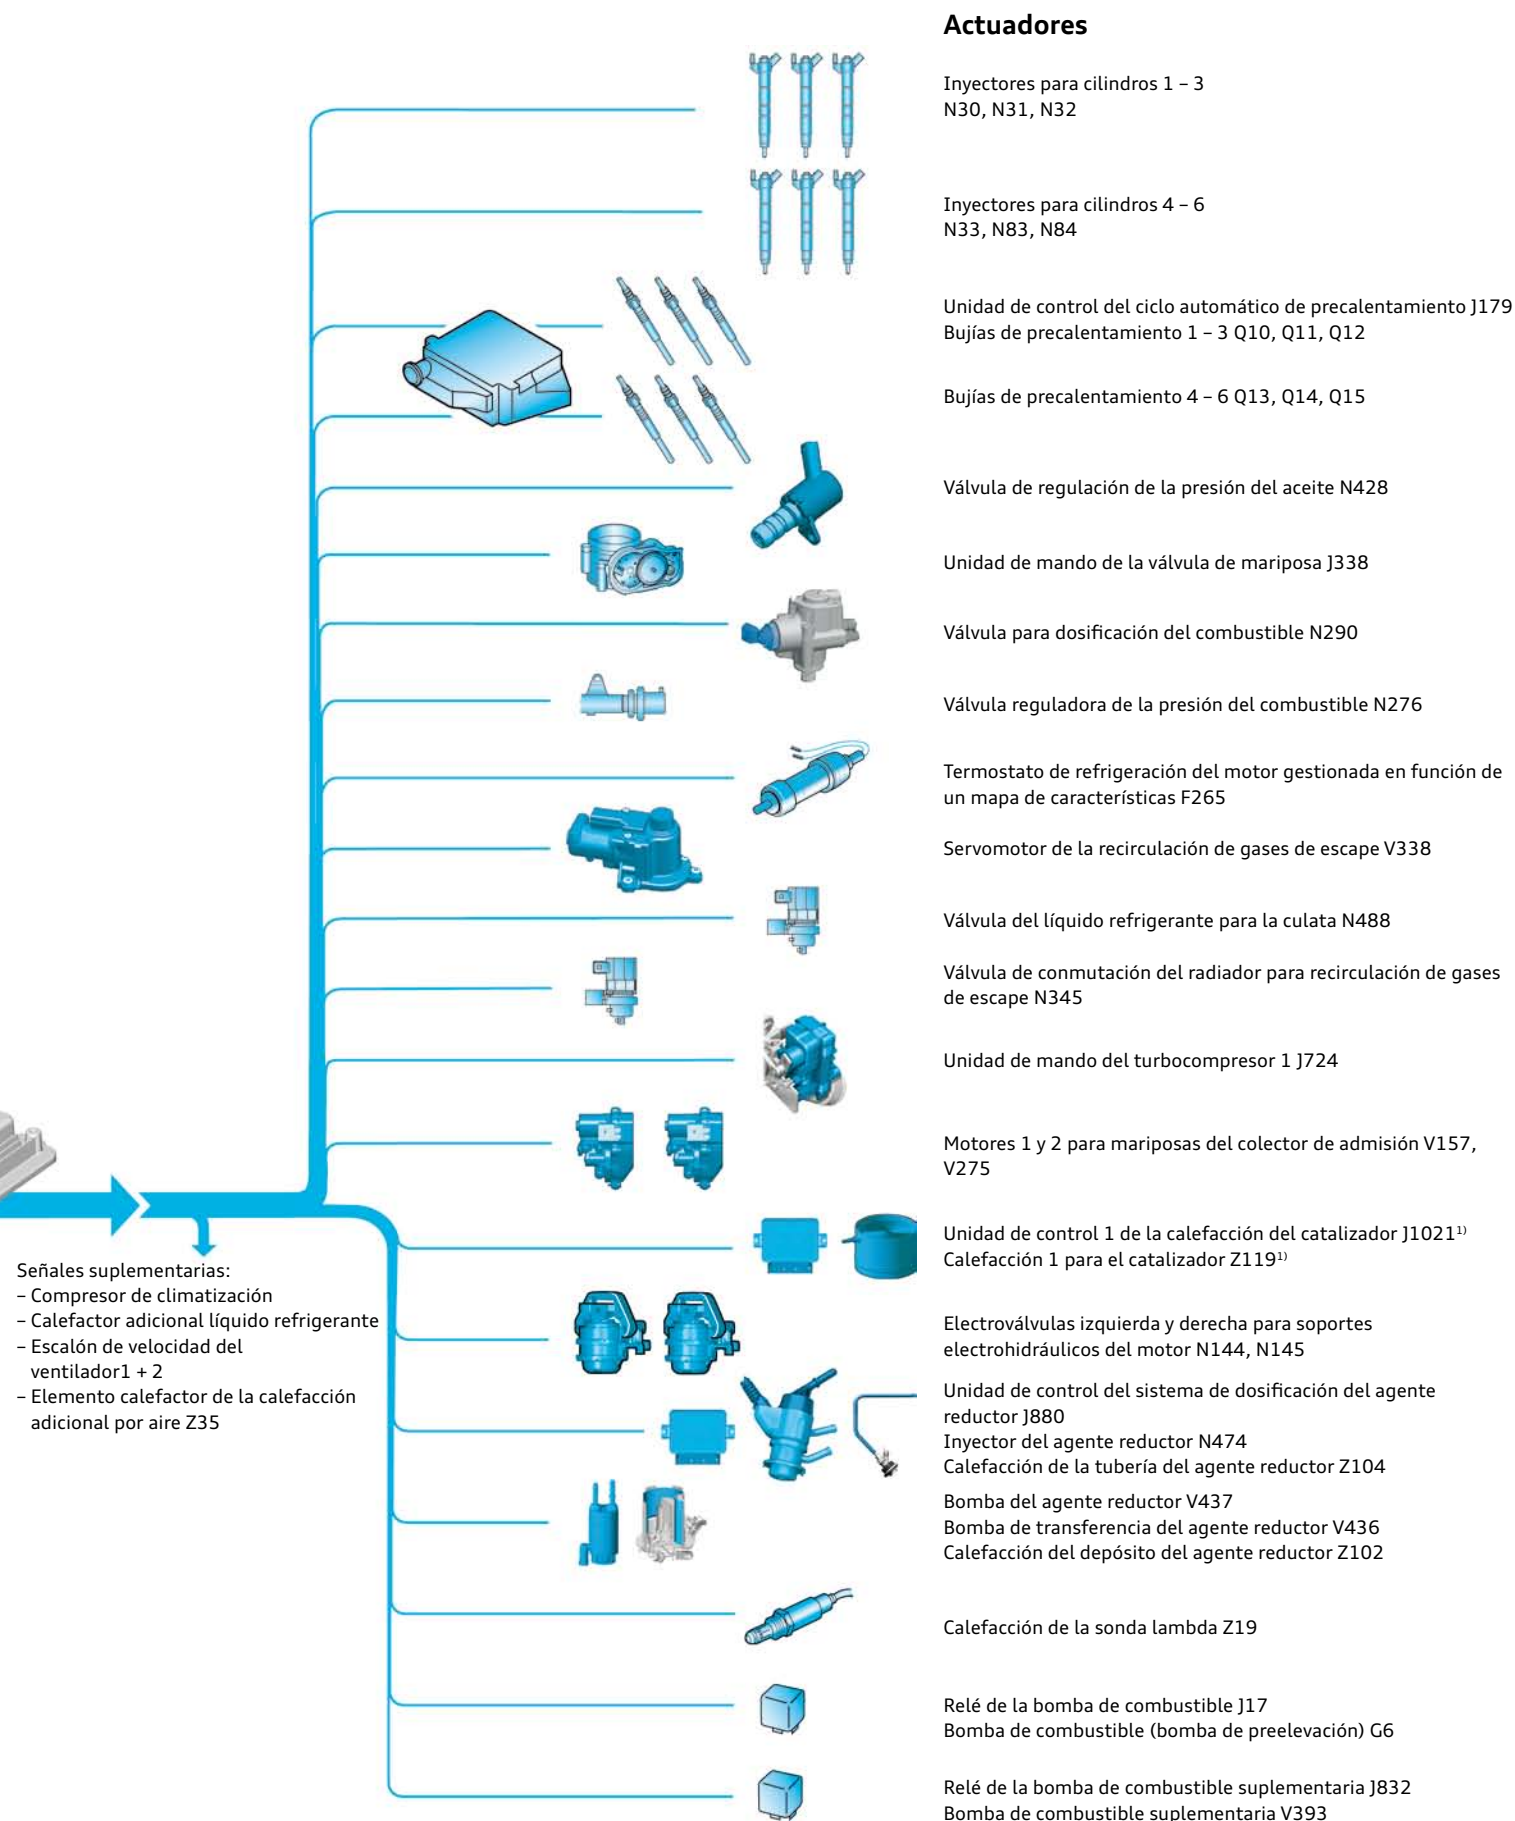 Actuadores
Inyectores para cilindros 1 – 3
N30, N31, N32
Inyectores para cilindros 4 – 6
N33, N83, N84
Unidad de control del ciclo automático de precalentamiento J179
Bujías de precalentamiento 1 – 3 Q10, Q11, Q12
Bujías de precalentamiento 4 – 6 Q13, Q14, Q15
Válvula de regulación de la presión del aceite N428
Unidad de mando de la válvula de mariposa J338
Válvula para dosificación del combustible N290
Válvula reguladora de la presión del combustible N276
Termostato de refrigeración del motor gestionada en función de
un mapa de características F265
Servomotor de la recirculación de gases de escape V338
Válvula del líquido refrigerante para la culata N488
Válvula de conmutación del radiador para recirculación de gases
de escape N345
Unidad de mando del turbocompresor 1 J724
Motores 1 y 2 para mariposas del colector de admisión V157,
V275
Unidad de control 1 de la calefacción del catalizador J1021¹⁾
Calefacción 1 para el catalizador Z119¹⁾
Electroválvulas izquierda y derecha para soportes
electrohidráulicos del motor N144, N145
Unidad de control del sistema de dosificación del agente
reductor J880
Inyector del agente reductor N474
Calefacción de la tubería del agente reductor Z104
Bomba del agente reductor V437
Bomba de transferencia del agente reductor V436
Calefacción del depósito del agente reductor Z102
Calefacción de la sonda lambda Z19
Relé de la bomba de combustible J17
Bomba de combustible (bomba de preelevación) G6
Relé de la bomba de combustible suplementaria J832
Bomba de combustible suplementaria V393
Señales suplementarias:
– Compresor de climatización
– Calefactor adicional líquido refrigerante
– Escalón de velocidad del
ventilador1 + 2
– Elemento calefactor de la calefacción
adicional por aire Z35